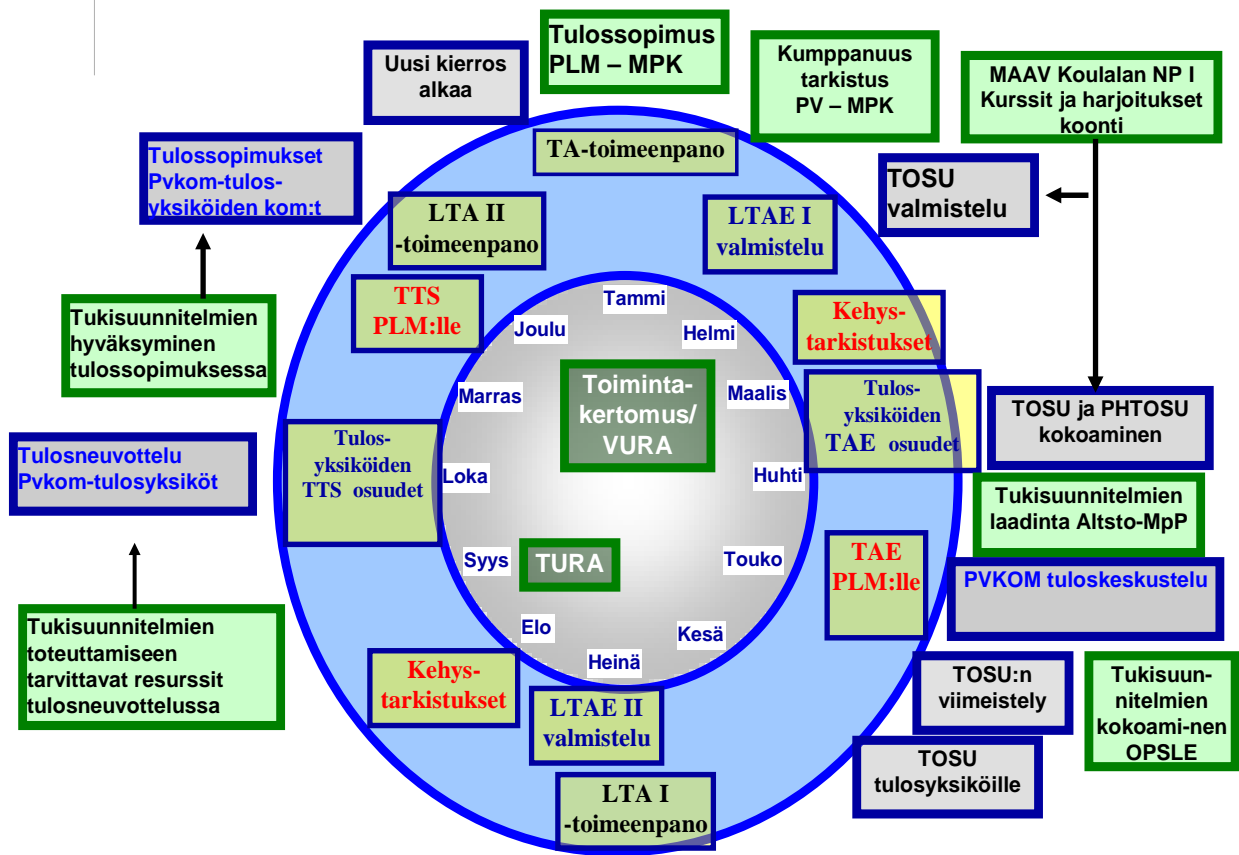 Uusi kierros
alkaa
Tulossopimus
PLM – MPK
Kumppanuus
tarkistus
PV – MPK
MAAV Koulalan NP I
Kurssit ja harjoitukset
koonti
Tulossopimukset
Pvkom-tulos-
yksiköiden kom:t
TA-toimeenpano
TOSU
valmistelu
LTA II
-toimeenpano
LTAE I
valmistelu
TTS
PLM:lle
Kehys-
tarkistukset
Tammi
Joulu
Helmi
Marras
Maalis
Loka
Huhti
Syys
Touko
Elo
Kesä
Heinä
Toiminta-
kertomus/
VURA
TURA
Tukisuunnitelmien
hyväksyminen
tulossopimuksessa
Tulos-
yksiköiden
TAE osuudet
TOSU ja PHTOSU
kokoaminen
Tulosneuvottelu
Pvkom-tulosyksiköt
Tulos-
yksiköiden
TTS osuudet
Tukisuunnitelmien
laadinta Altsto-MpP
TAE
PLM:lle
PVKOM tuloskeskustelu
Tukisuunnitelmien
toteuttamiseen
tarvittavat resurssit
tulosneuvottelussa
Kehys-
tarkistukset
LTAE II
valmistelu
TOSU:n
viimeistely
Tukisuun-
nitelmien
kokoami-nen
OPSLE
TOSU
tulosyksiköille
LTA I
-toimeenpano